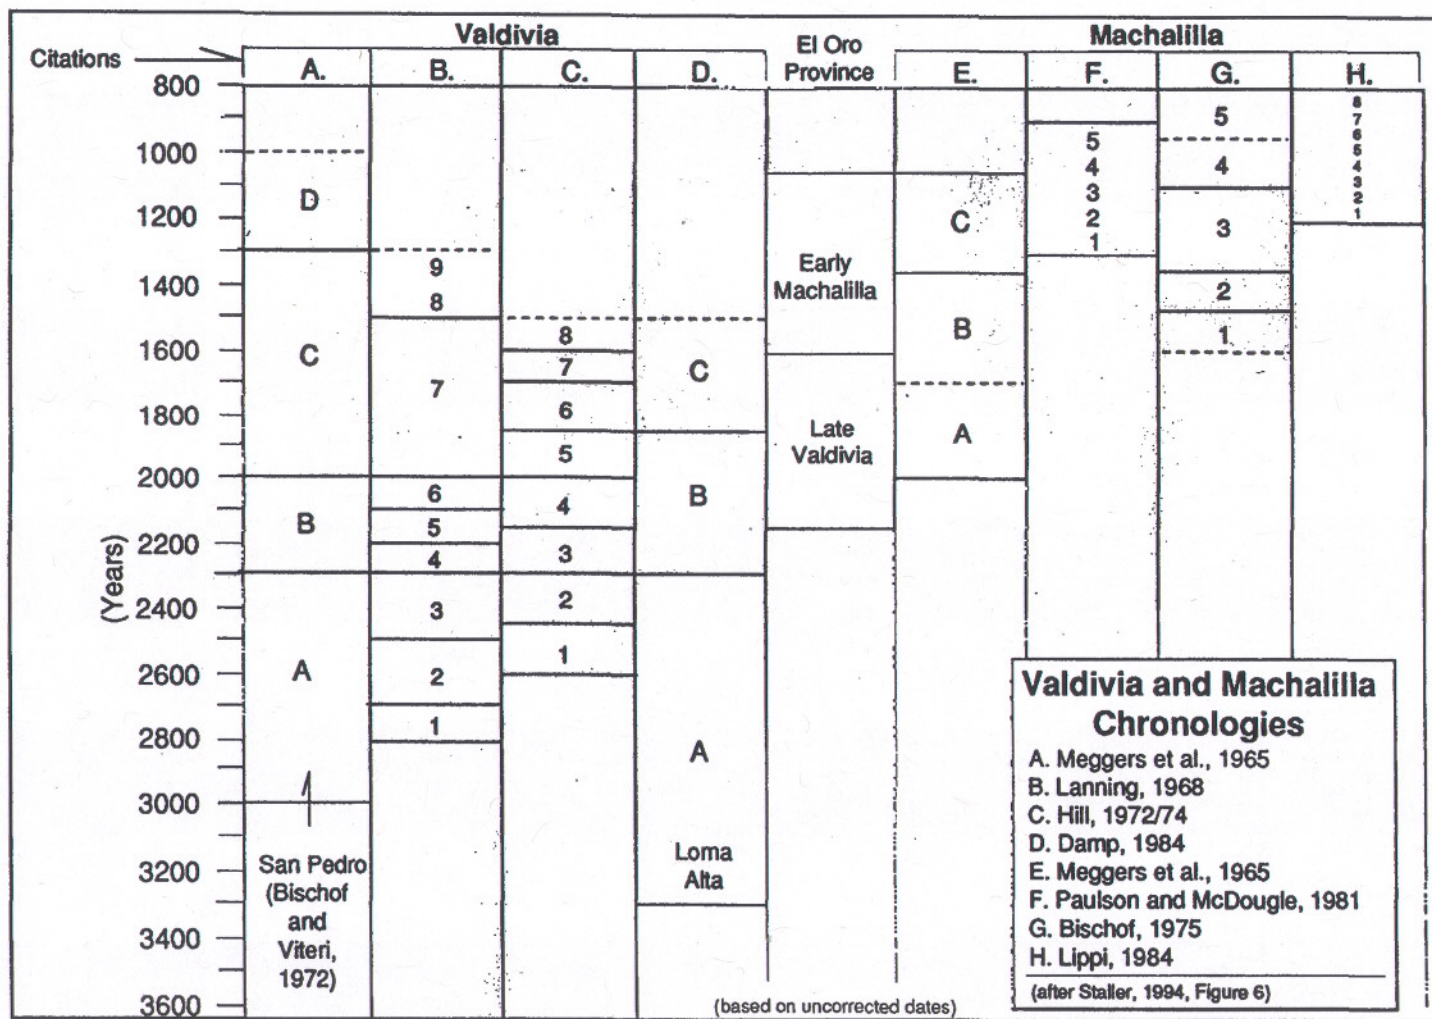 Valdivia
El Oro
Province
Machalilla
Citations
A.
B.
C.
D.
E.
F.
G.
H.
800
1000
1200
1400
1600
1800
2000
2200
2400
2600
2800
3000
3200
3400
3600
(Years)
D
C
B
A
San Pedro
(Bischof
and
Viteri,
1972)
9
8
7
6
5
4
3
2
1
8
7
6
5
4
3
2
1
C
B
A
Loma
Alta
Early
Machalilla
Late
Valdivia
C
B
A
5
4
3
2
1
5
4
3
2
1
8
7
6
5
4
3
2
1
Valdivia and Machalilla
Chronologies
A. Meggers et al., 1965
B. Lanning, 1968
C. Hill, 1972/74
D. Damp, 1984
E. Meggers et al., 1965
F. Paulson and McDougle, 1981
G. Bischof, 1975
H. Lippi, 1984
(after Staller, 1994, Figure 6)
(based on uncorrected dates)